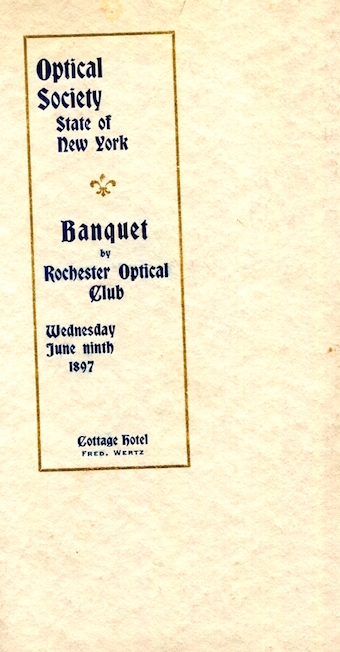 Optical
Society
State of
New York
Banquet
by
Rochester Optical
Club
Wednesday
June ninth
1897
Cottage Hotel
FRED. WERTZ